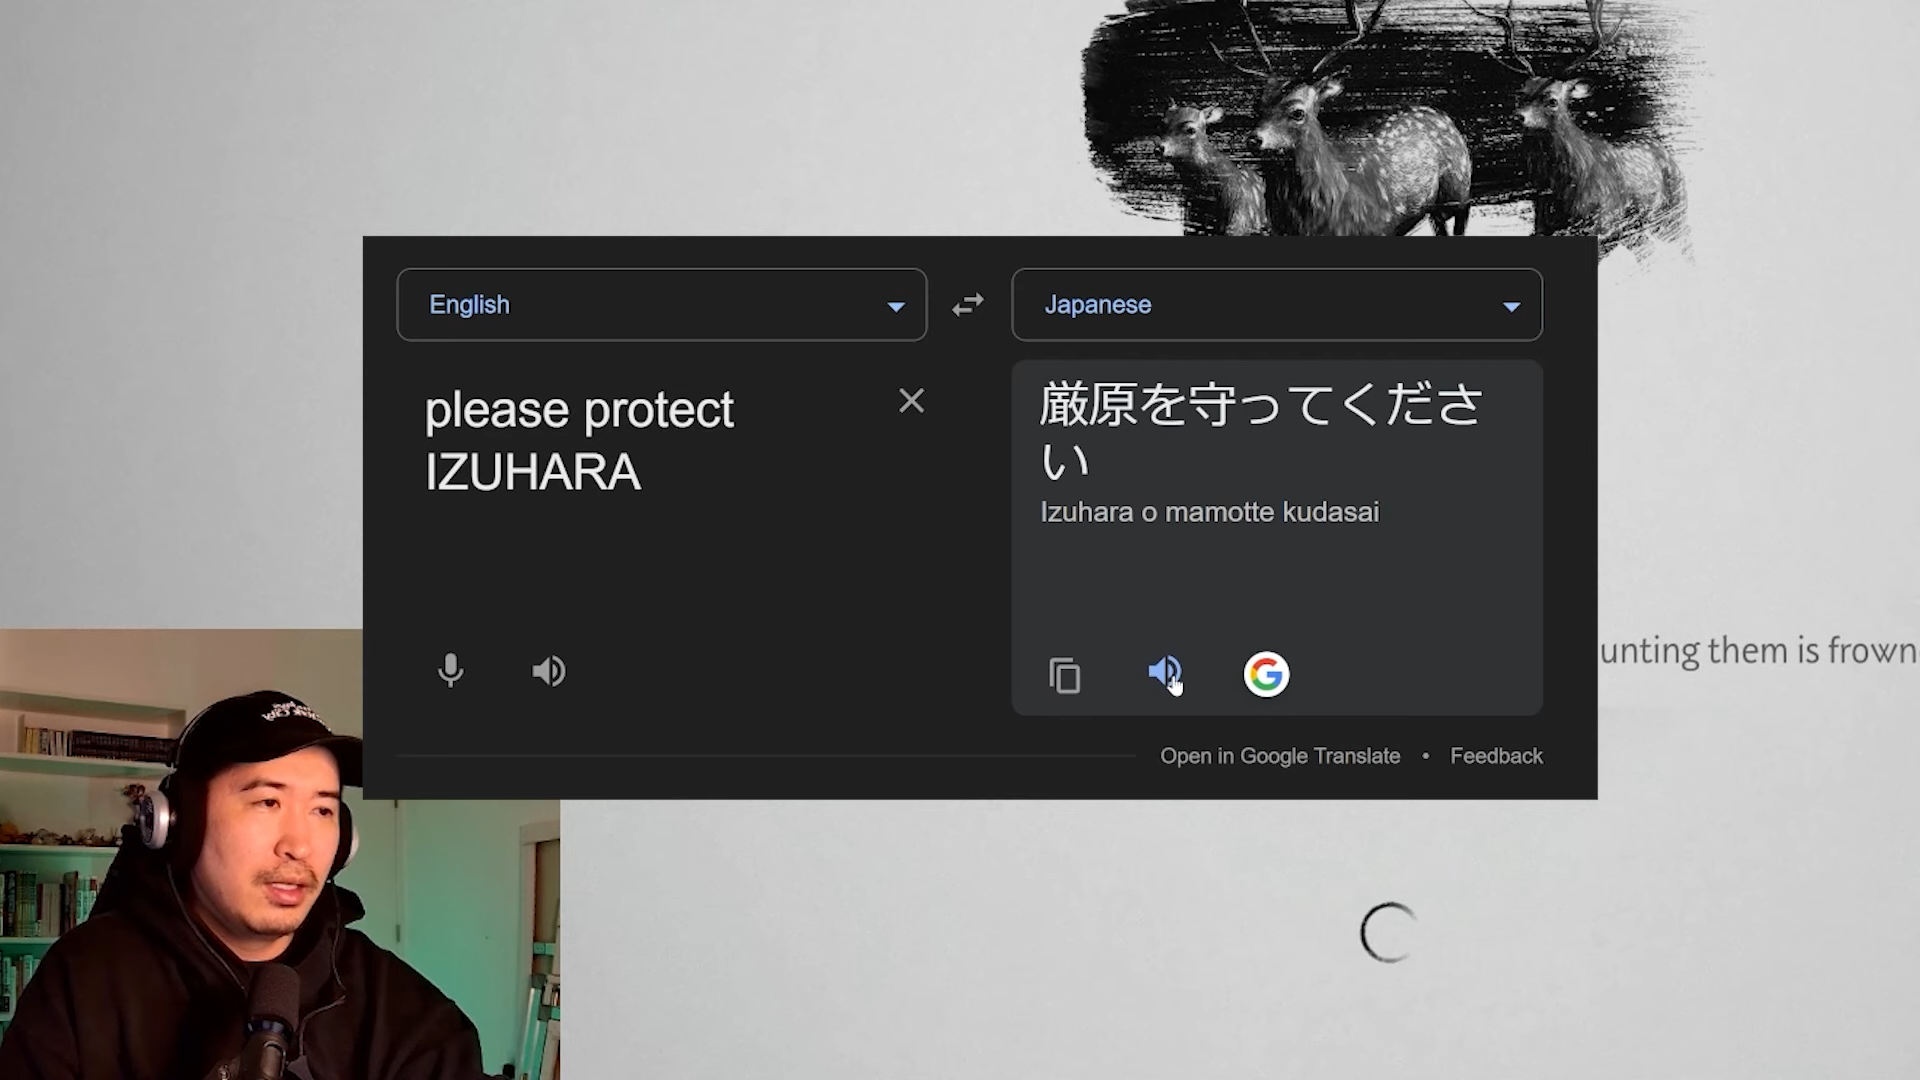 English
Japanese
please protect
IZUHARA
厳原を守ってくださ
い
Izuhara o mamotte kudasai
unting them is frown
Open in Google Translate • Feedback